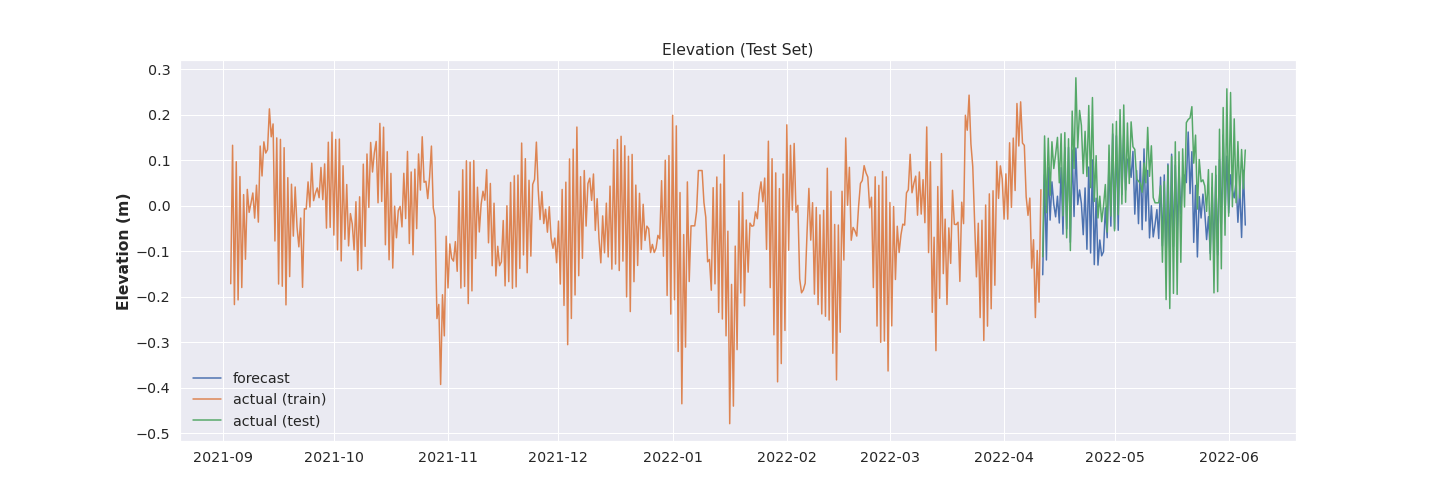 Elevation (Test Set)
Elevation (m)
0.3
0.2
0.1
0.0
−0.1
−0.2
−0.3
−0.4
−0.5
forecast
actual (train)
actual (test)
2021-09 2021-10 2021-11 2021-12 2022-01 2022-02 2022-03 2022-04 2022-05 2022-06